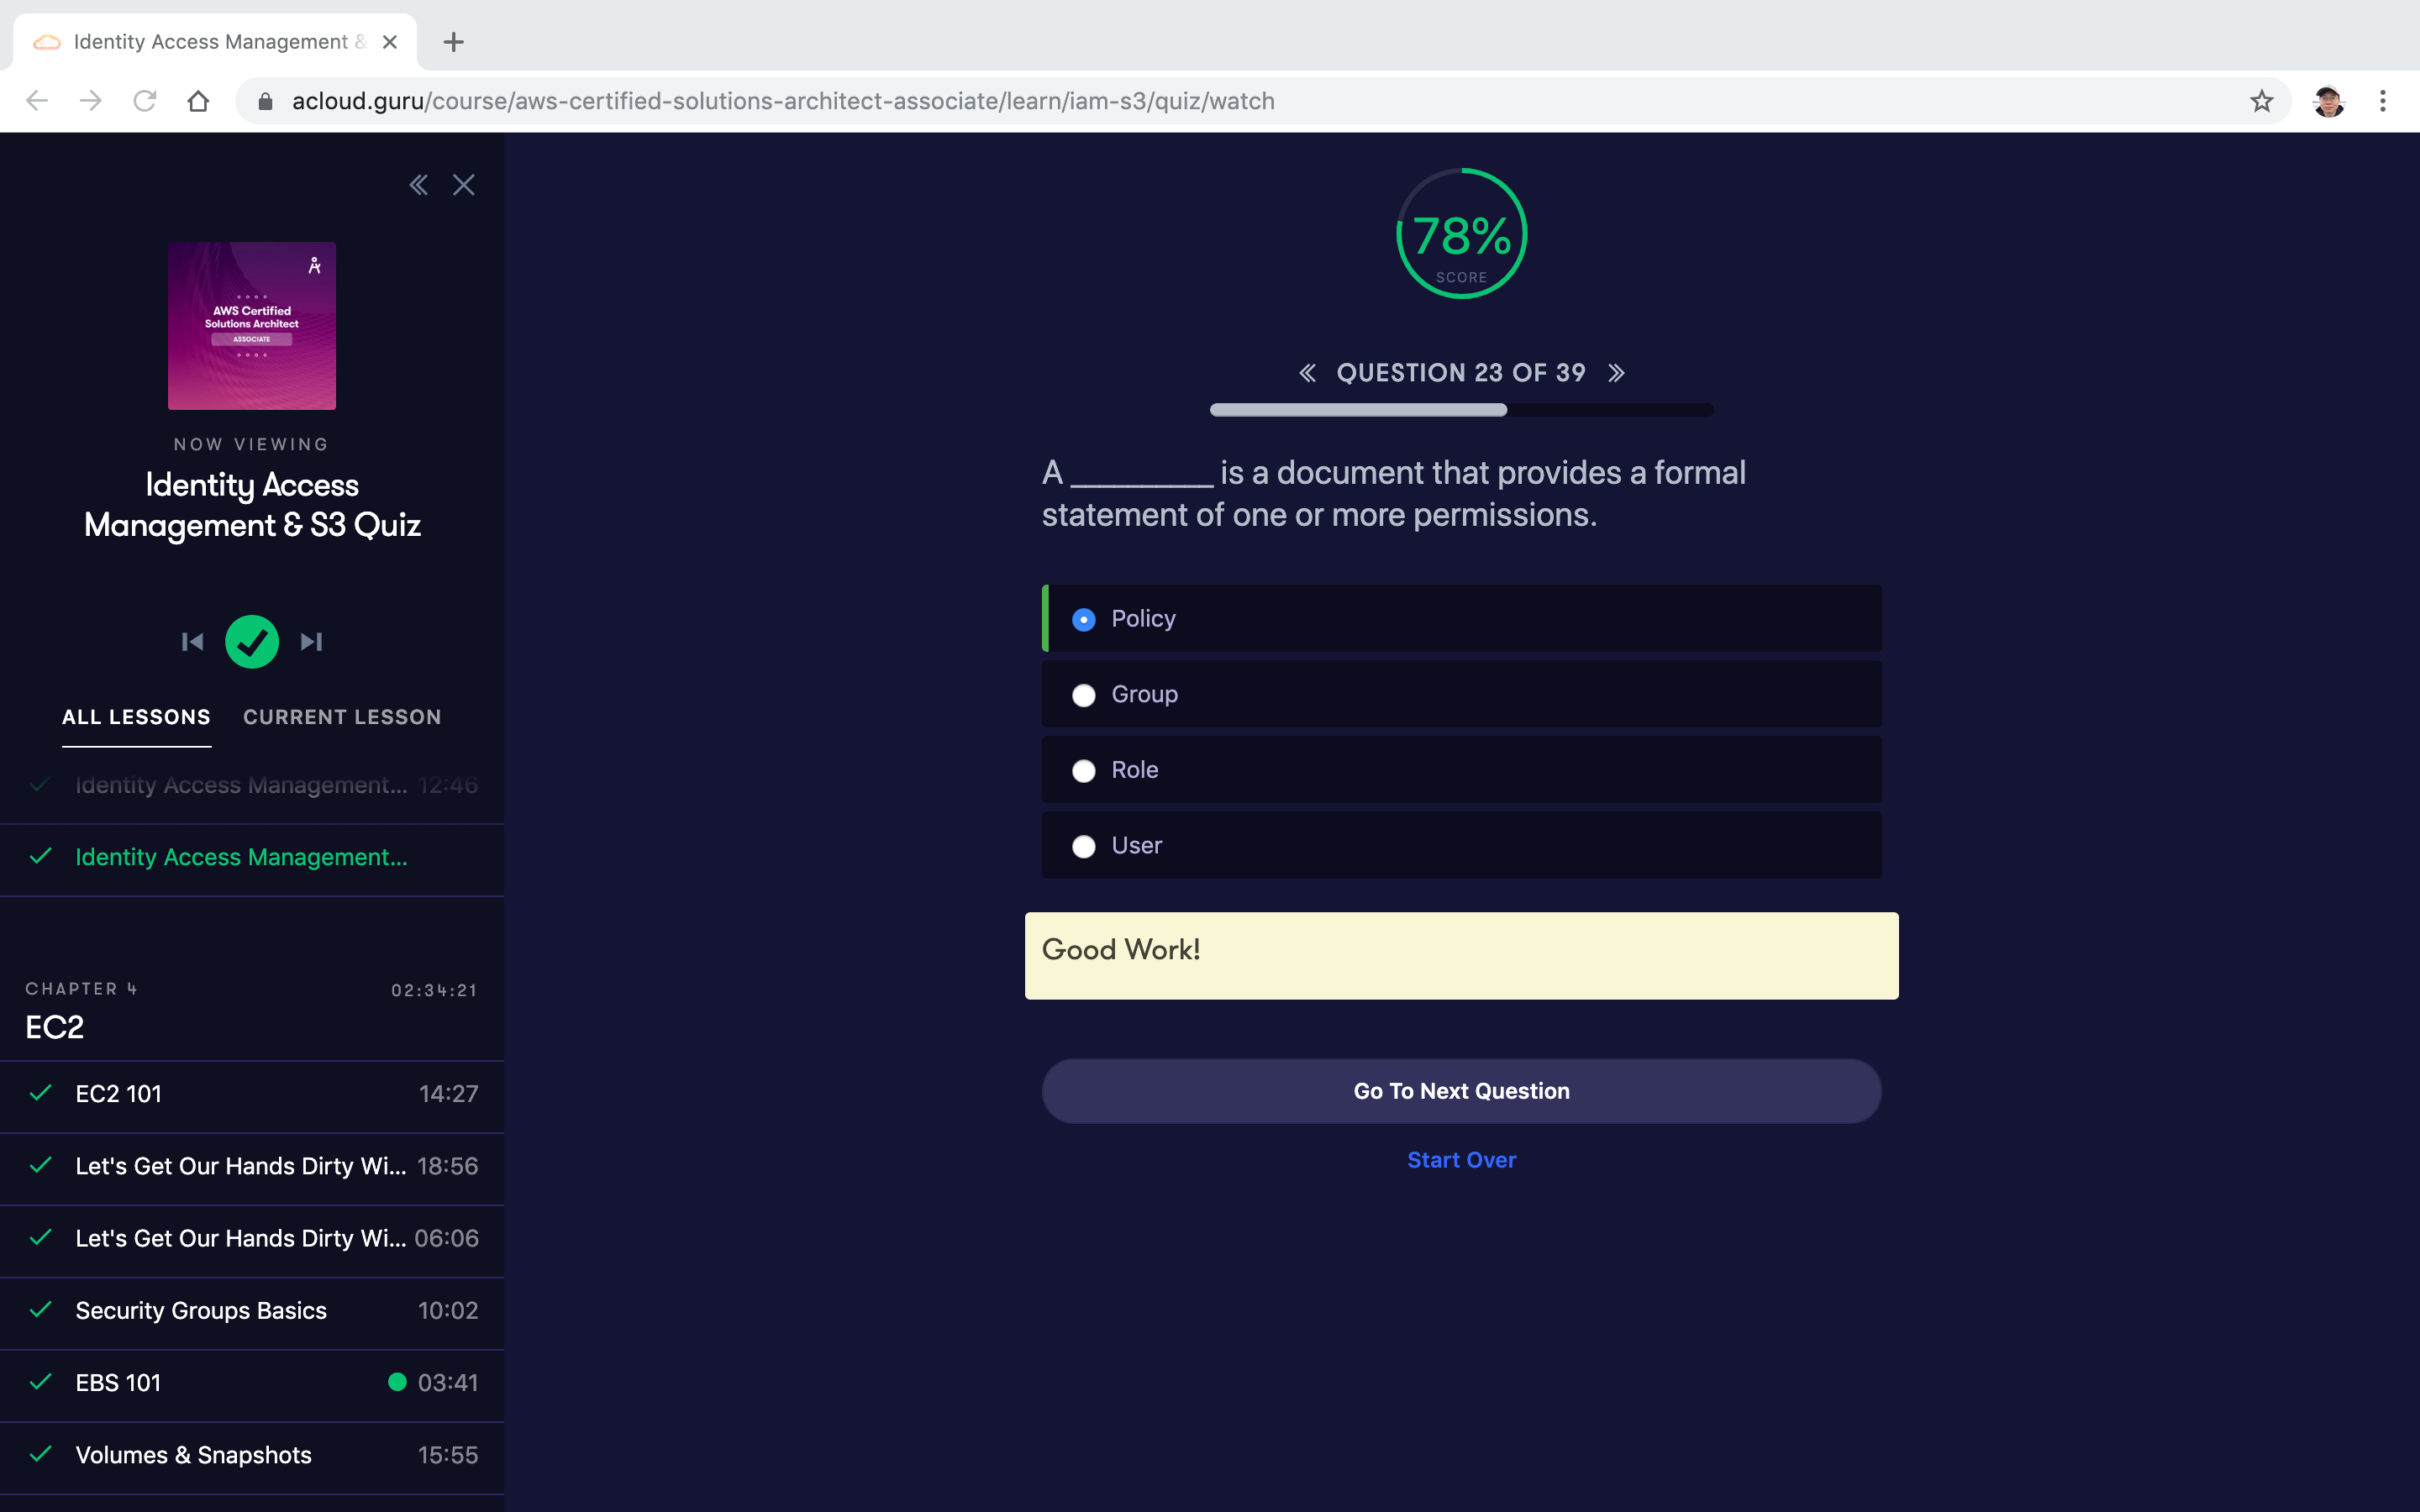 Identity Access Management &
acloud.guru/course/aws-certified-solutions-architect-associate/learn/iam-s3/quiz/watch
AWS Certified
Solutions Architect
ASSOCIATE
NOW VIEWING
Identity Access
Management & S3 Quiz
ALL LESSONS CURRENT LESSON
Identity Access Management... 12:46
Identity Access Management...
CHAPTER 4 02:34:21
EC2
EC2 101 14:27
Let's Get Our Hands Dirty Wi... 18:56
Let's Get Our Hands Dirty Wi... 06:06
Security Groups Basics 10:02
EBS 101 03:41
Volumes & Snapshots 15:55
78%
SCORE
QUESTION 23 OF 39
A __________ is a document that provides a formal
statement of one or more permissions.
Policy
Group
Role
User
Good Work!
Go To Next Question
Start Over